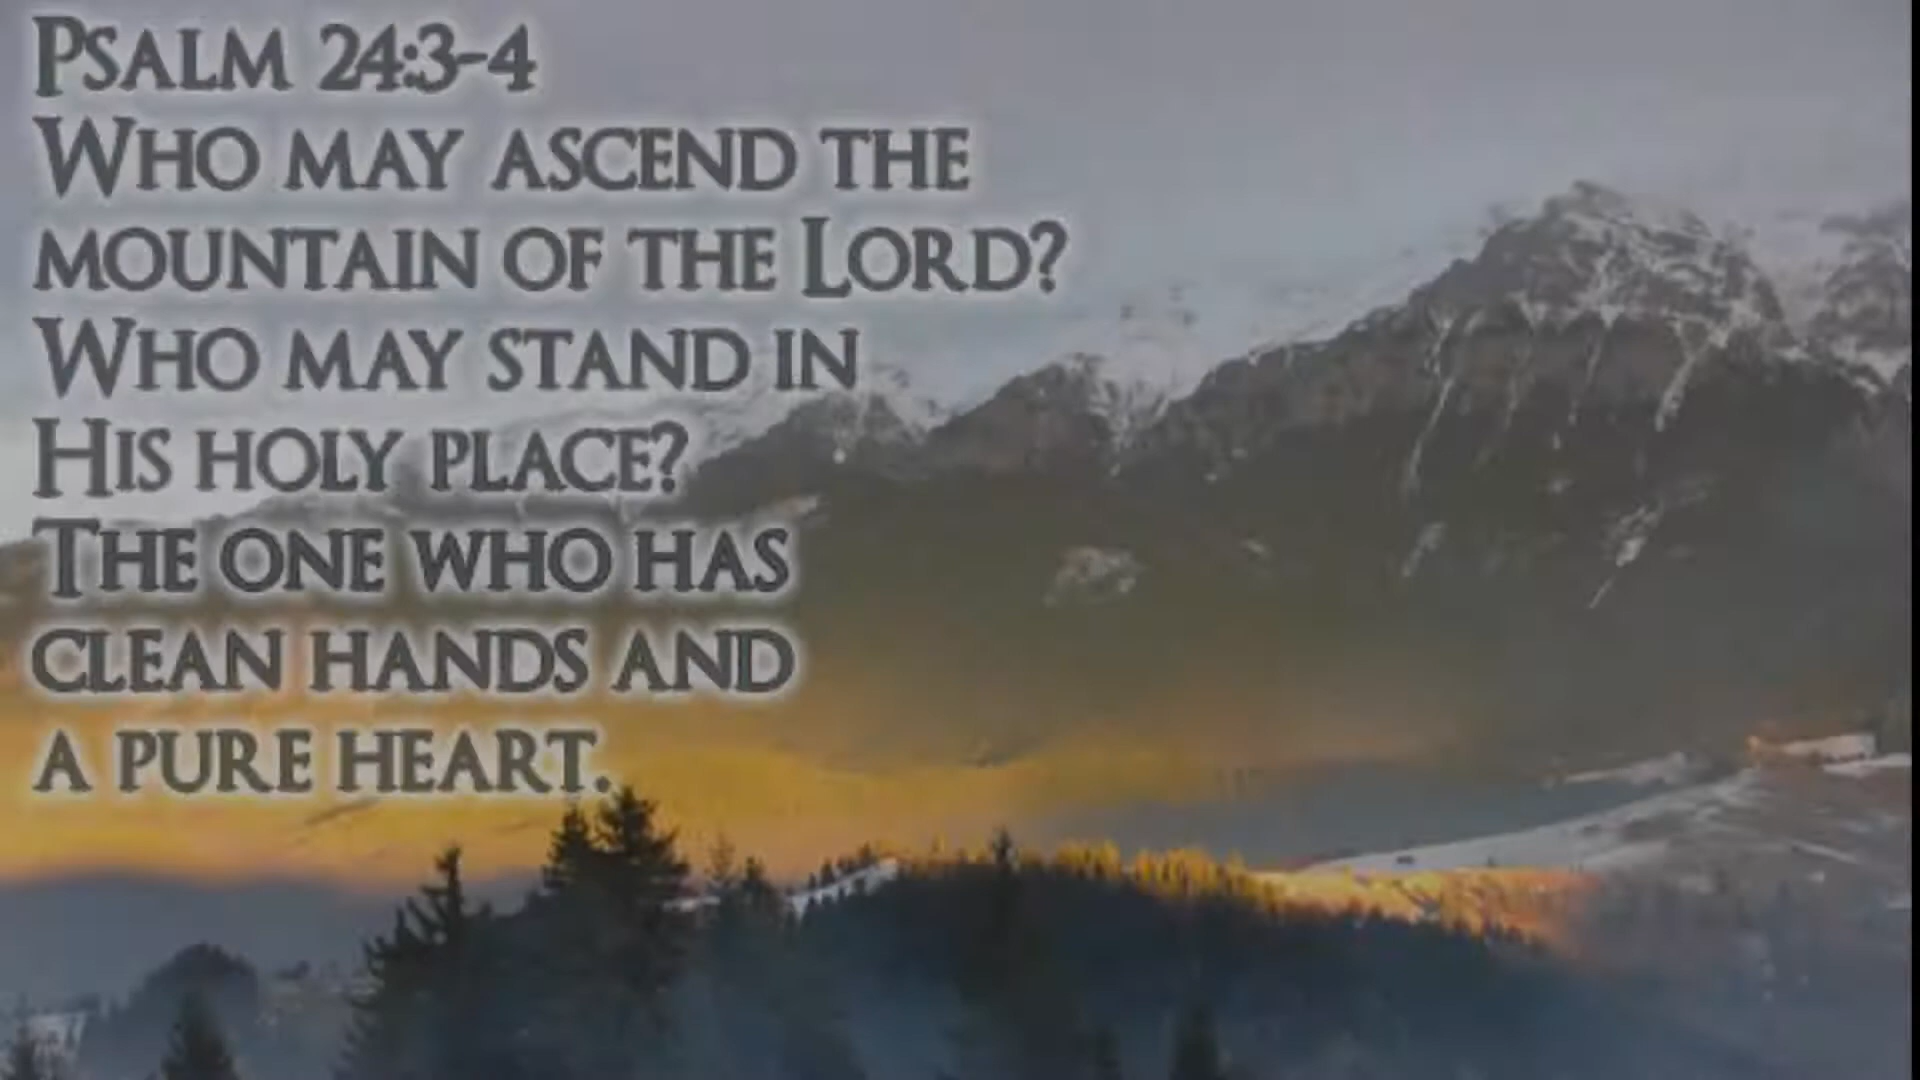 Psalm 24:3-4
Who may ascend the
mountain of the Lord?
Who may stand in
His holy place?
The one who has
clean hands and
a pure heart.